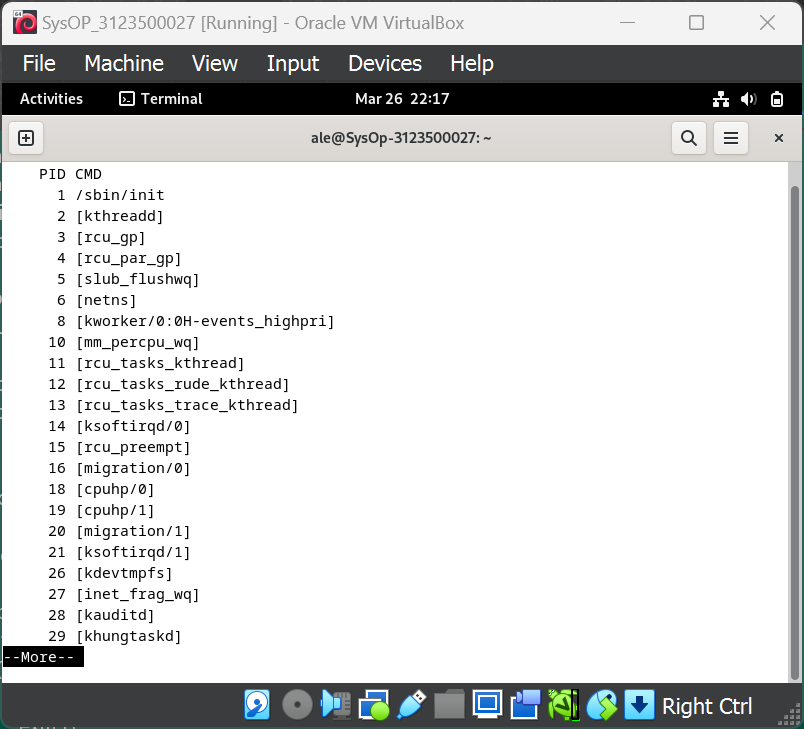 SysOP_3123500027 [Running] - Oracle VM VirtualBox
File Machine View Input Devices Help
Activities Terminal Mar 26 22:17
ale@SysOp-3123500027: ~
PID CMD
1 /sbin/init
2 [kthreadd]
3 [rcu_gp]
4 [rcu_par_gp]
5 [slub_flushwq]
6 [netns]
8 [kworker/0:0H-events_highpri]
10 [mm_percpu_wq]
11 [rcu_tasks_kthread]
12 [rcu_tasks_rude_kthread]
13 [rcu_tasks_trace_kthread]
14 [ksoftirqd/0]
15 [rcu_preempt]
16 [migration/0]
18 [cpuhp/0]
19 [cpuhp/1]
20 [migration/1]
21 [ksoftirqd/1]
26 [kdevtmpfs]
27 [inet_frag_wq]
28 [kauditd]
29 [khungtaskd]
--More--
Right Ctrl